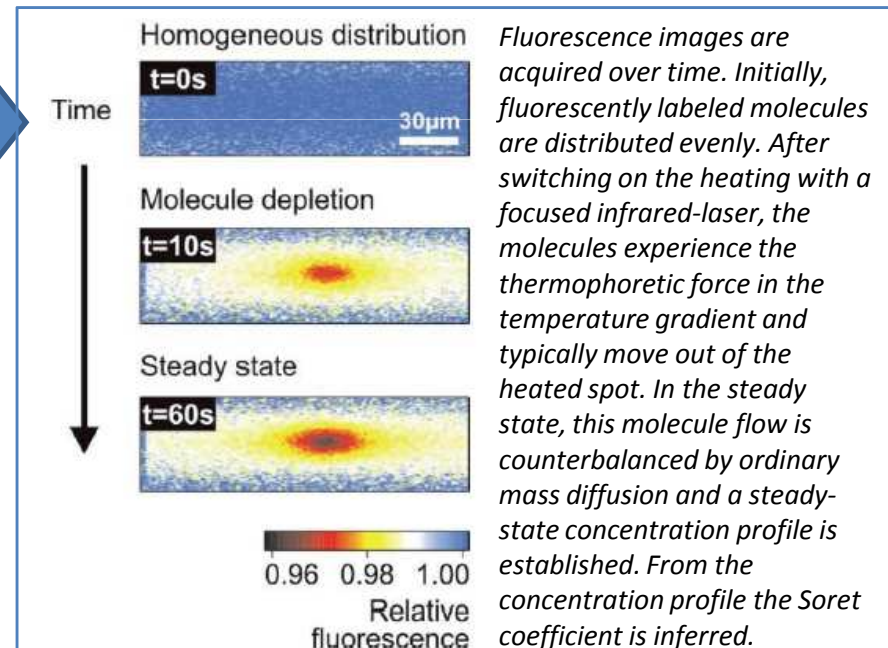 Homogeneous distribution
Time
t=0s
30µm
Molecule depletion
t=10s
Steady state
t=60s
0.96 0.98 1.00
Relative
fluorescence
Fluorescence images are
acquired over time. Initially,
fluorescently labeled molecules
are distributed evenly. After
switching on the heating with a
focused infrared-laser, the
molecules experience the
thermophoretic force in the
temperature gradient and
typically move out of the
heated spot. In the steady
state, this molecule flow is
counterbalanced by ordinary
mass diffusion and a steady-
state concentration profile is
established. From the
concentration profile the Soret
coefficient is inferred.